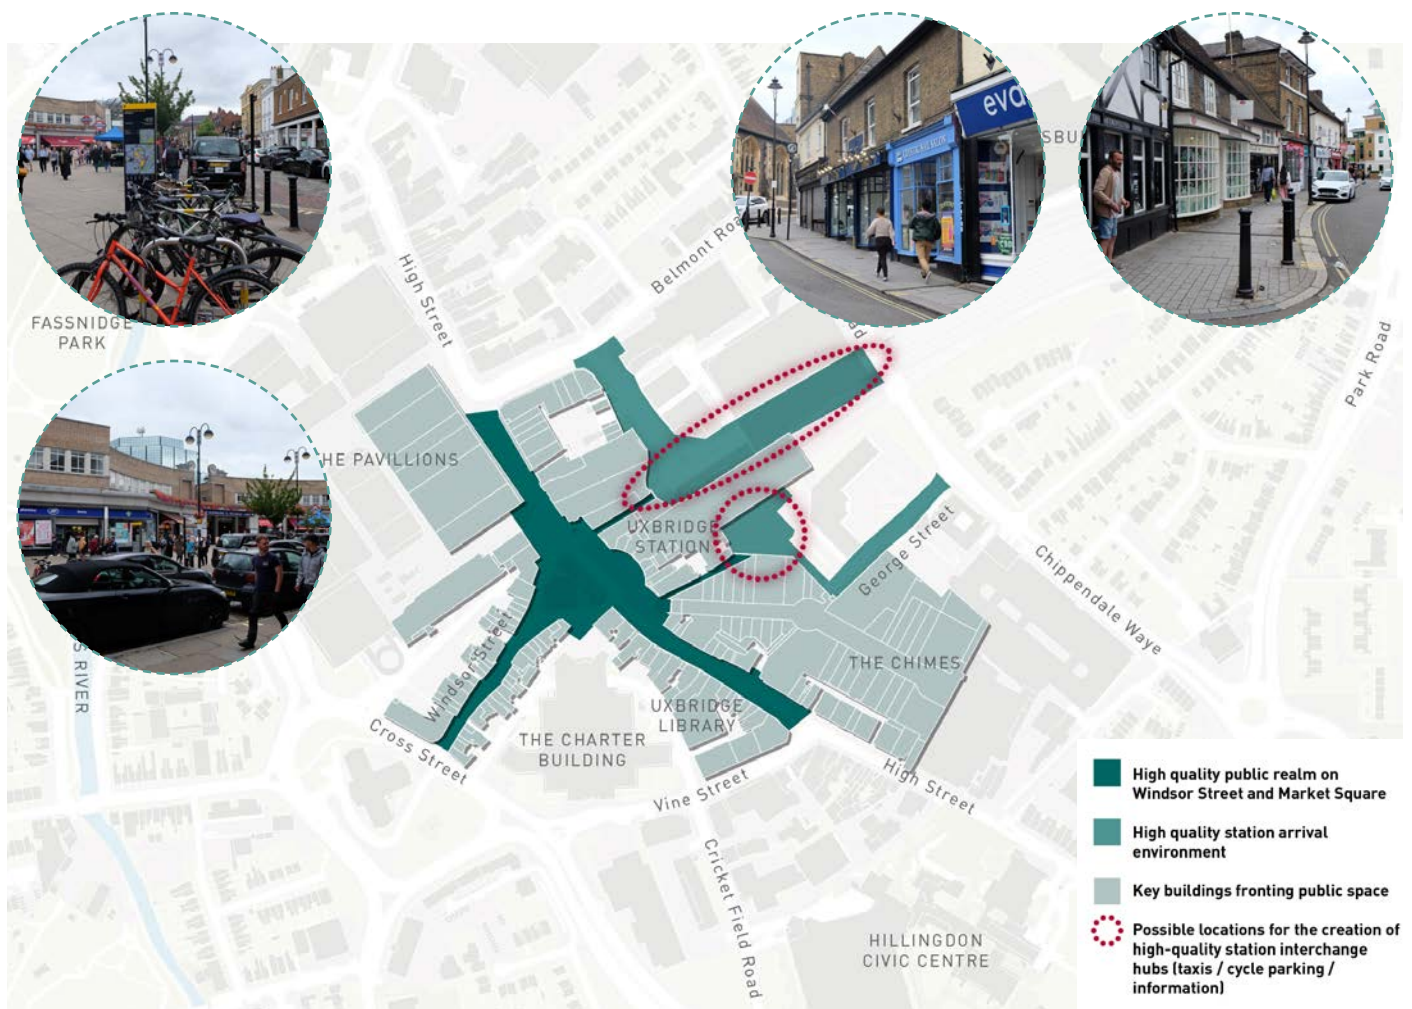 eva
SBU
High Street
Belmont Roa
ad
FASSNIDGE
PARK
Park Road
HE PAVILLIONS
UXBRIDGE
STATION
George Street
Chippendale Waye
S RIVER
Windsor Street
THE CHIMES
UXBRIDGE
LIBRARY
Cross Street
THE CHARTER
BUILDING
Vine Street
High Street
Cricket Field Road
HILLINGDON
CIVIC CENTRE
High quality public realm on
Windsor Street and Market Square
High quality station arrival
environment
Key buildings fronting public space
Possible locations for the creation of
high-quality station interchange
hubs (taxis / cycle parking /
information)